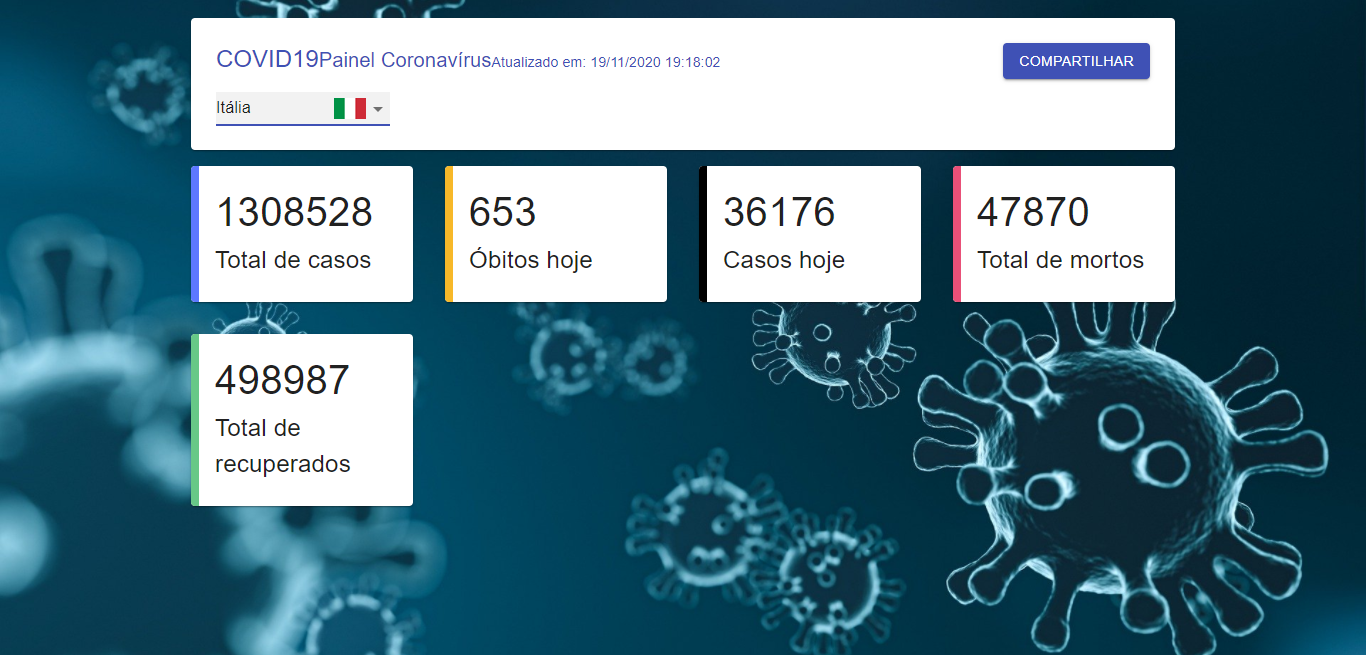 COVID19Painel CoronavírusAtualizado em: 19/11/2020 19:18:02
COMPARTILHAR
Itália
1308528
Total de casos
653
Óbitos hoje
36176
Casos hoje
47870
Total de mortos
498987
Total de
recuperados